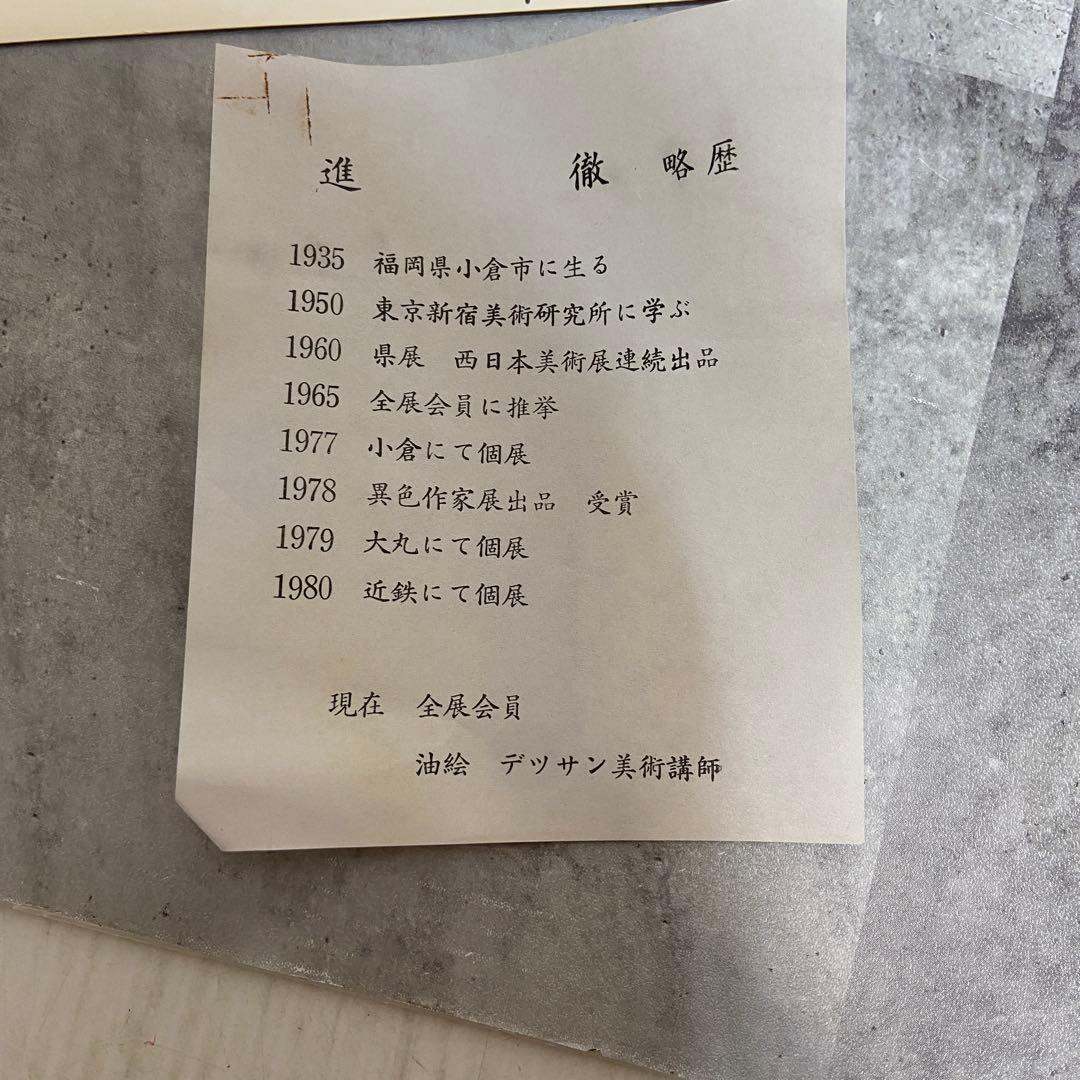 進　徹　略歴
1935　福岡県小倉市に生る
1950　東京新宿美術研究所に学ぶ
1960　県展　西日本美術展連続出品
1965　全展会員に推挙
1977　小倉にて個展
1978　異色作家展出品　受賞
1979　大丸にて個展
1980　近鉄にて個展
現在　全展会員
油絵　デツサン美術講師